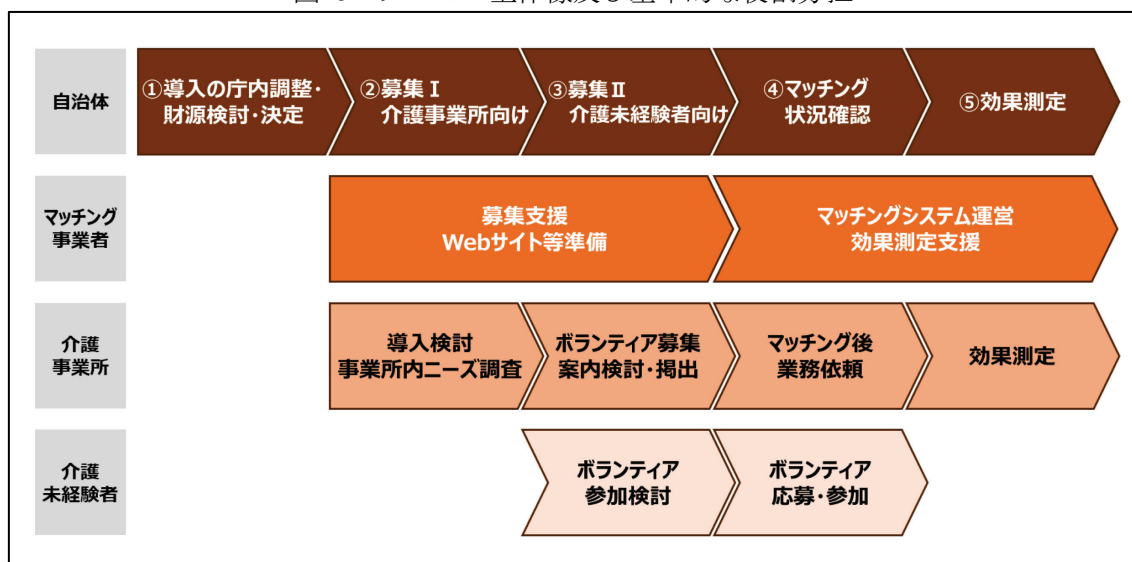 自治体
①導入の庁内調整・
財源検討・決定
②募集Ⅰ
介護事業所向け
③募集Ⅱ
介護未経験者向け
④マッチング
状況確認
⑤効果測定
マッチング
事業者
募集支援
Webサイト等準備
マッチングシステム運営
効果測定支援
介護
事業所
導入検討
事業所内ニーズ調査
ボランティア募集
案内検討・掲出
マッチング後
業務依頼
効果測定
介護
未経験者
ボランティア
参加検討
ボランティア
応募・参加